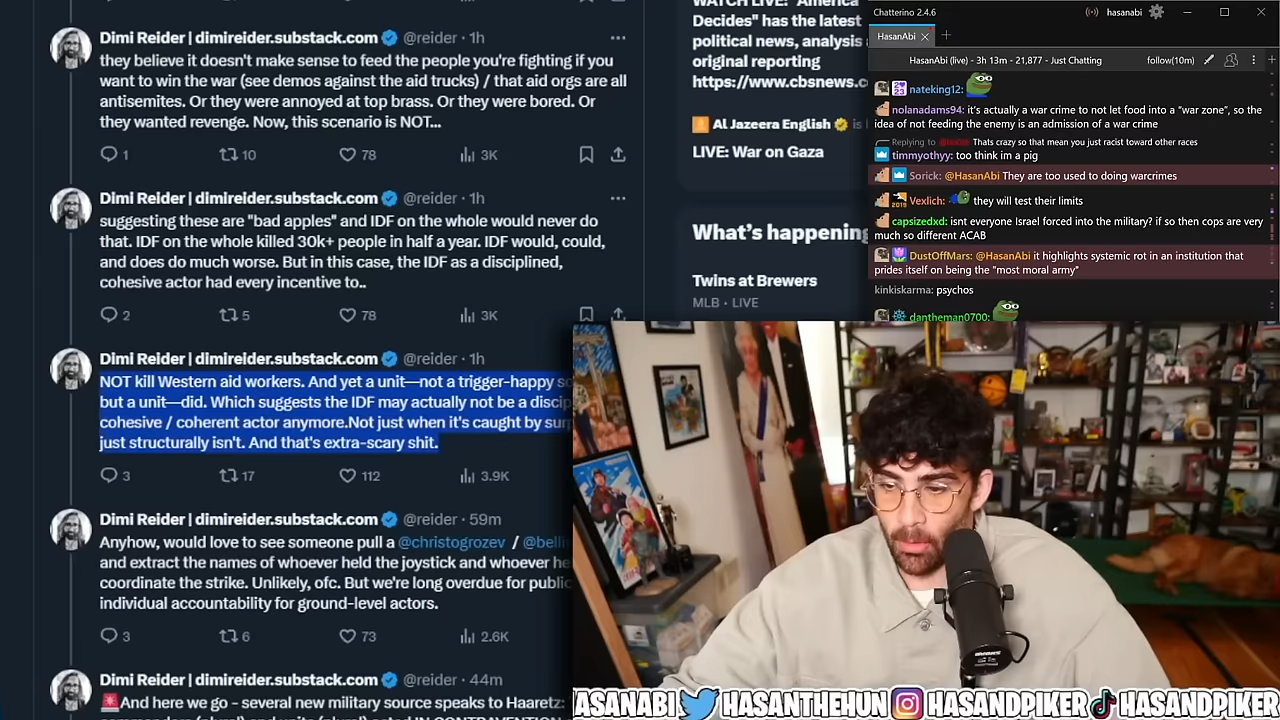 Dimi Reider | dimireider.substack.com @reider · 1h
they believe it doesn't make sense to feed the people you're fighting if you
want to win the war (see demos against the aid trucks) / that aid orgs are all
antisemites. Or they were annoyed at top brass. Or they were bored. Or
they wanted revenge. Now, this scenario is NOT...
1 10 78 3K
Dimi Reider | dimireider.substack.com @reider · 1h
suggesting these are "bad apples" and IDF on the whole would never do
that. IDF on the whole killed 30k+ people in half a year. IDF would, could,
and does do much worse. But in this case, the IDF as a disciplined,
cohesive actor had every incentive to..
2 5 78 3K
Dimi Reider | dimireider.substack.com @reider · 1h
NOT kill Western aid workers. And yet a unit—not a trigger-happy
but a unit—did. Which suggests the IDF may actually not be a
cohesive / coherent actor anymore.Not just when it's caught by
just structurally isn't. And that's extra-scary shit.
3 17 112 3.9K
Dimi Reider | dimireider.substack.com @reider · 59m
Anyhow, would love to see someone pull a @christogrozev /
and extract the names of whoever held the joystick and whoever
coordinate the strike. Unlikely, ofc. But we're long overdue for
individual accountability for ground-level actors.
3 6 73 2.6K
Dimi Reider | dimireider.substack.com @reider · 44m
And here we go - several new military source speaks to Haaretz:
WATCH LIVE: "America
Decides" has the latest
political news, analysis
original reporting
https://www.cbsnews.c
Al Jazeera English
LIVE: War on Gaza
What's happening
Twins at Brewers
MLB · LIVE
Chatterino 2.4.6
hasanabi
HasanAbi
HasanAbi (live) - 3h 13m - 21,877 - Just Chatting
follow(10m)
nateking12:
nolanadams94: it's actually a war crime to not let food into a "war zone", so the
idea of not feeding the enemy is an admission of a war crime
Replying to Thats crazy so that mean you just racist toward other races
timmyothyy: too think im a pig
Sorick: @HasanAbi They are too used to doing warcrimes
Vexlich: they will test their limits
capsizedxd: isnt everyone Israel forced into the military? if so then cops are very
much so different ACAB
DustOfMars: @HasanAbi it highlights systemic rot in an institution that
prides itself on being the "most moral army"
kinkiskarma: psychos
dantheman0700:
ASANABI HASANTHEHUN HASANDPIKER HASANDPIKER